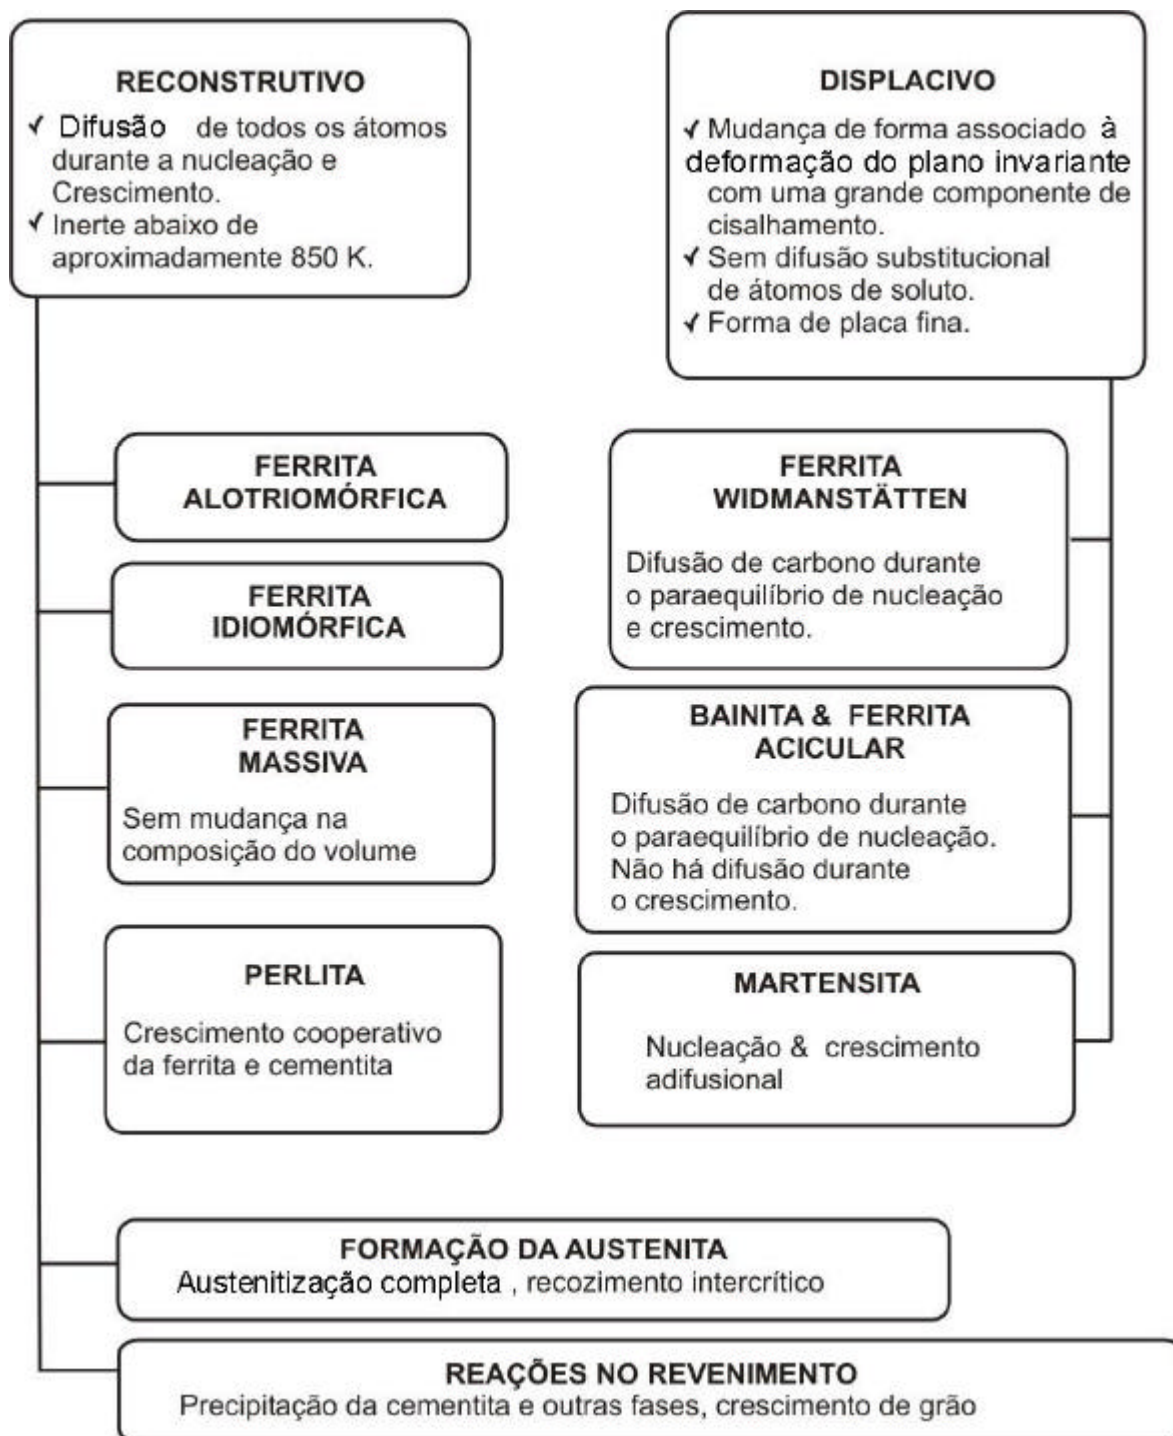 RECONSTRUTIVO
✓ Difusão de todos os átomos
durante a nucleação e
Crescimento.
✓ Inerte abaixo de
aproximadamente 850 K.
DISPLACIVO
✓ Mudança de forma associado à
deformação do plano invariante
com uma grande componente de
cisalhamento.
✓ Sem difusão substitucional
de átomos de soluto.
✓ Forma de placa fina.
FERRITA
ALOTRIOMÓRFICA
FERRITA
IDIOMÓRFICA
FERRITA
MASSIVA
Sem mudança na
composição do volume
PERLITA
Crescimento cooperativo
da ferrita e cementita
FERRITA
WIDMANSTÄTTEN
Difusão de carbono durante
o paraequilíbrio de nucleação
e crescimento.
BAINITA & FERRITA
ACICULAR
Difusão de carbono durante
o paraequilíbrio de nucleação.
Não há difusão durante
o crescimento.
MARTENSITA
Nucleação & crescimento
adifusional
FORMAÇÃO DA AUSTENITA
Austenitização completa , recozimento intercrítico
REAÇÕES NO REVENIMENTO
Precipitação da cementita e outras fases, crescimento de grão